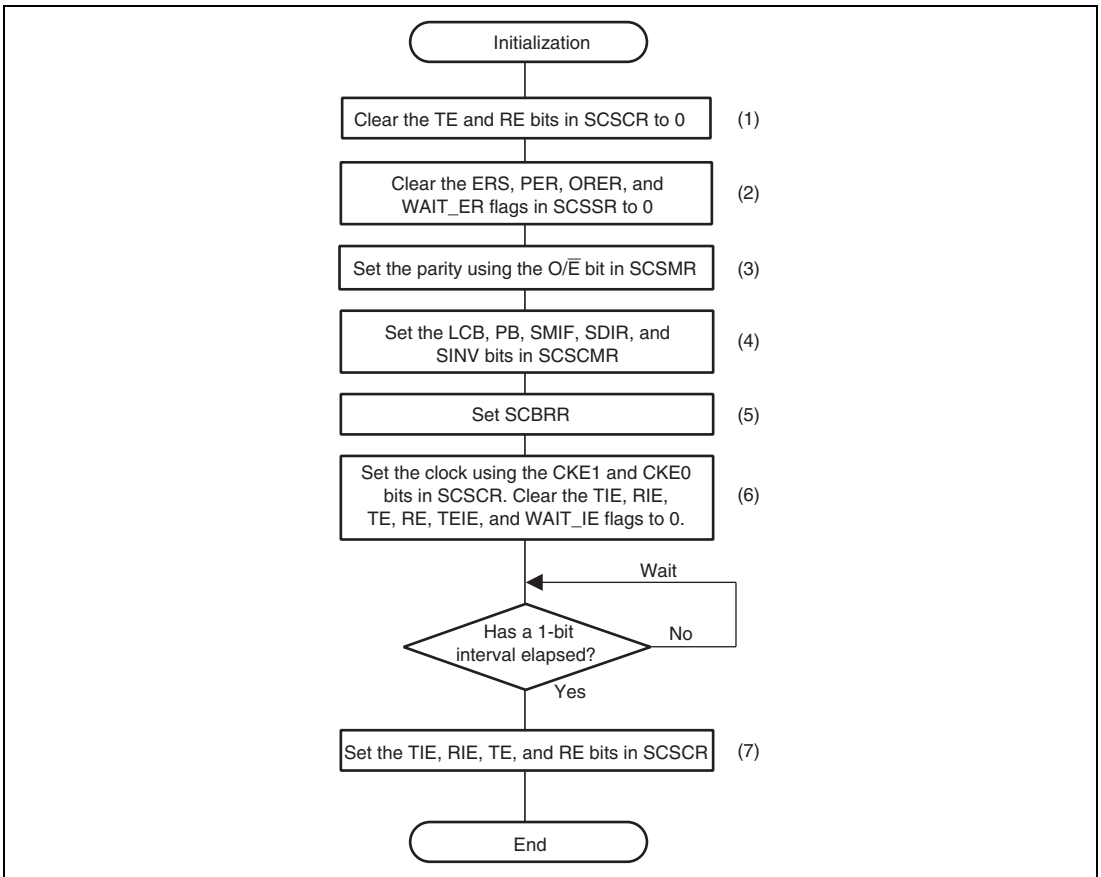 Initialization
Clear the TE and RE bits in SCSCR to 0 (1)
Clear the ERS, PER, ORER, and
WAIT_ER flags in SCSSR to 0
(2)
Set the parity using the O/E̅ bit in SCSMR (3)
Set the LCB, PB, SMIF, SDIR, and
SINV bits in SCSCMR
(4)
Set SCBRR (5)
Set the clock using the CKE1 and CKE0
bits in SCSCR. Clear the TIE, RIE,
TE, RE, TEIE, and WAIT_IE flags to 0.
(6)
Wait
Has a 1-bit
interval elapsed?
No
Yes
Set the TIE, RIE, TE, and RE bits in SCSCR (7)
End